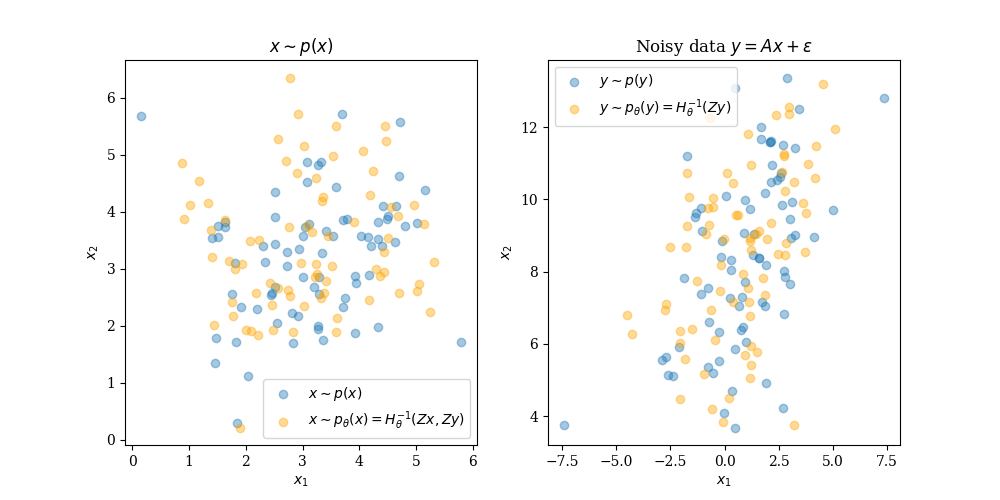 x ~ p(x)
x₂
6
5
4
3
2
1
0
x ~ p(x)
x ~ p_θ(x) = H_θ⁻¹(Zx, Zy)
0 1 2 3 4 5 6
x₁
Noisy data y = Ax + ε
x₂
12
10
8
6
4
y ~ p(y)
y ~ p_θ(y) = H_θ⁻¹(Zy)
−7.5 −5.0 −2.5 0.0 2.5 5.0 7.5
x₁